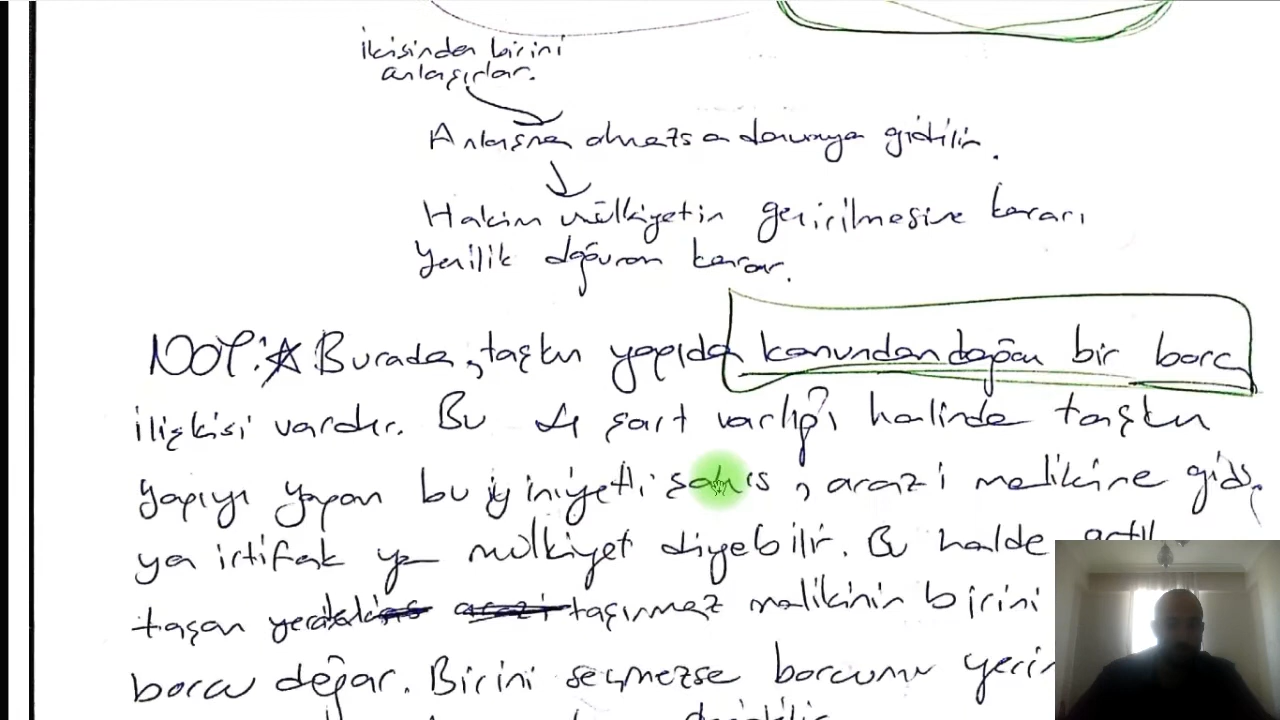 İkisinden birini
anlaşırlar.
Anlaşma olmazsa davaya gidilir.
Hakim mülkiyetin geçirilmesine kararı
Yenilik doğuran karar.
NOT: Burada, taşkın yapıda kanundan doğan bir borç
ilişkisi vardır. Bu 4 şart varlığı halinde taşkın
yapıyı yapan bu iyiniyetli şahıs, arazi malikine gidip
ya irtifak ya mülkiyet diyebilir. Bu halde artık
taşan taşınmaz malikinin birini
borcu doğar. Birini seçmezse borcunu